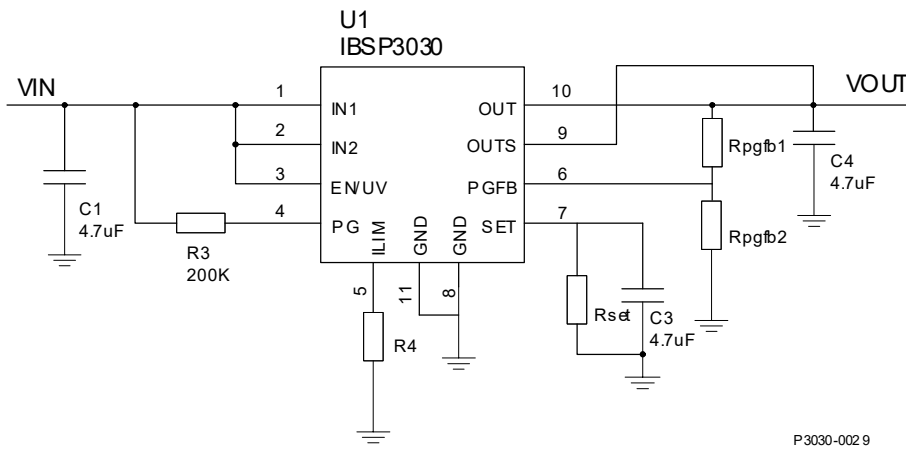 U1
IBSP3030
VIN
VOUT
1
IN1
OUT
10
2
IN2
OUTS
9
3
EN/UV
PGFB
6
4
PG
SET
7
ILIM
GND
GND
5
11
8
C1
4.7uF
R3
200K
R4
Rset
C3
4.7uF
Rpgfb1
Rpgfb2
C4
4.7uF
P3030-0029